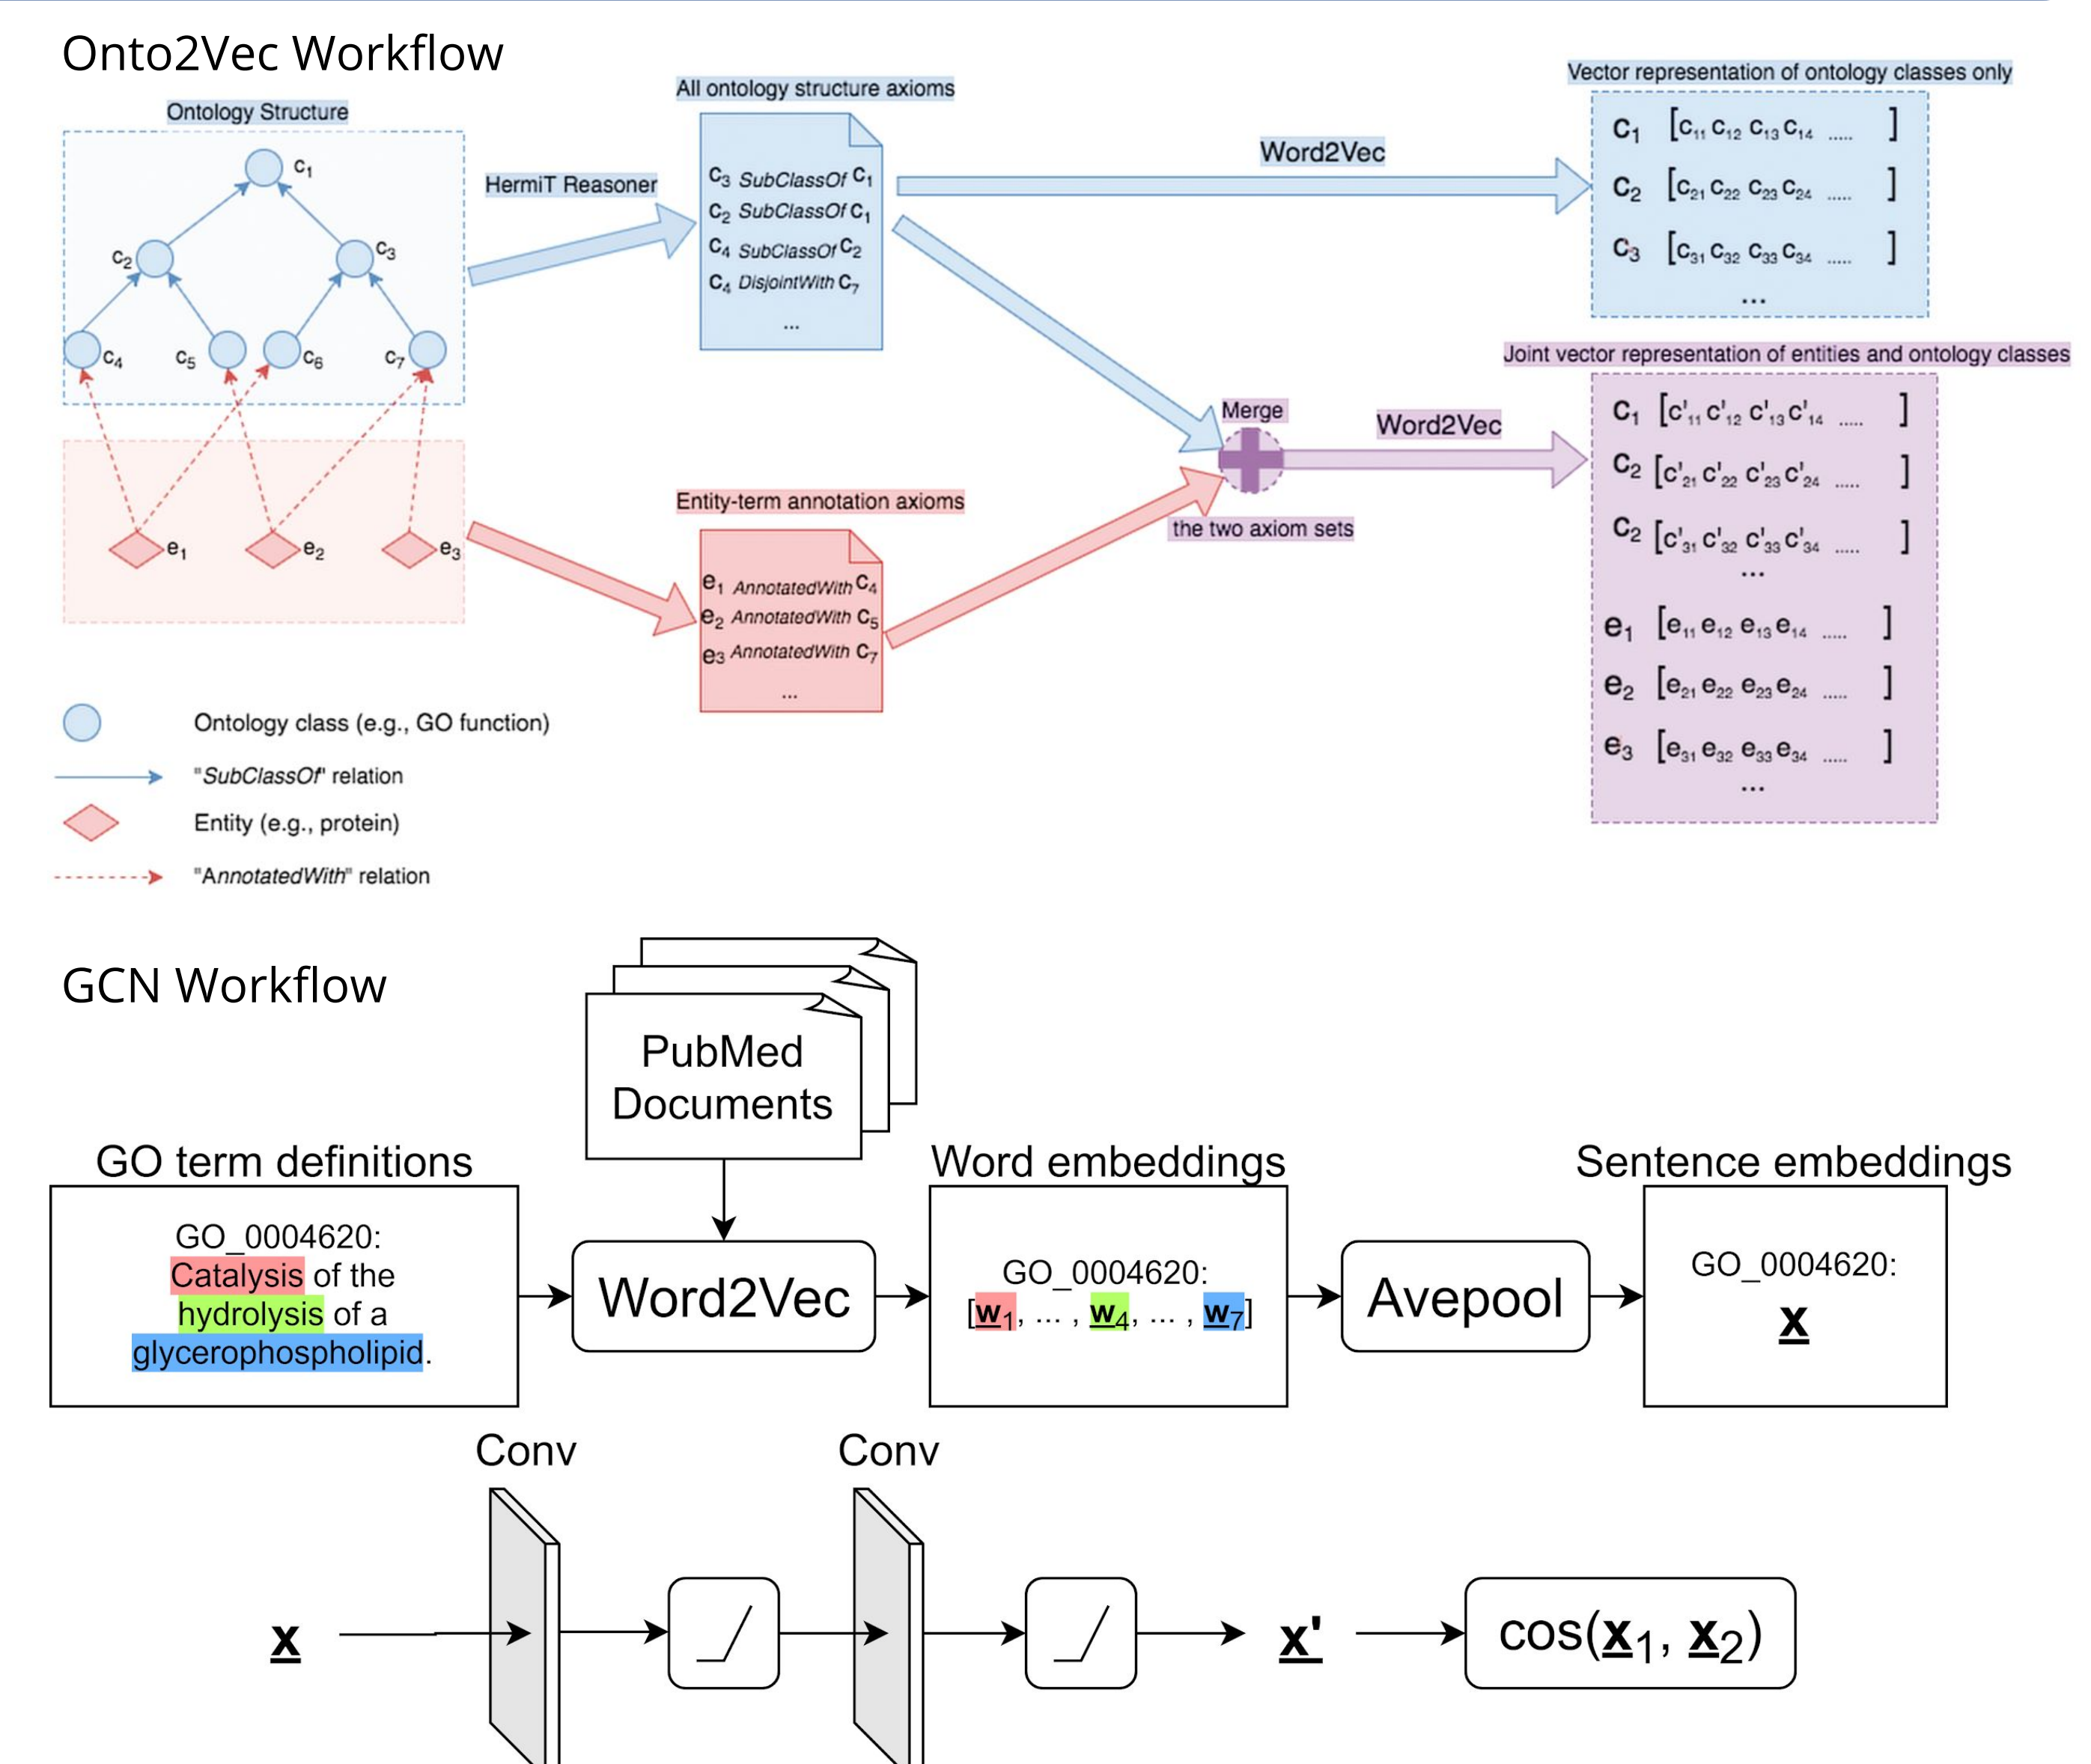 Onto2Vec Workflow
Ontology Structure
c1
c2
c3
c4
c5
c6
c7
e1
e2
e3
HermiT Reasoner
All ontology structure axioms
c3 SubClassOf c1
c2 SubClassOf c1
c4 SubClassOf c2
c4 DisjointWith c7
...
Word2Vec
Vector representation of ontology classes only
c1 [c11 c12 c13 c14 ..... ]
c2 [c21 c22 c23 c24 ..... ]
c3 [c31 c32 c33 c34 ..... ]
...
Entity-term annotation axioms
e1 AnnotatedWith c4
e2 AnnotatedWith c5
e3 AnnotatedWith c7
...
Merge
the two axiom sets
Word2Vec
Joint vector representation of entities and ontology classes
c1 [c'11 c'12 c'13 c'14 ..... ]
c2 [c'21 c'22 c'23 c'24 ..... ]
c2 [c'31 c'32 c'33 c'34 ..... ]
...
e1 [e11 e12 e13 e14 ..... ]
e2 [e21 e22 e23 e24 ..... ]
e3 [e31 e32 e33 e34 ..... ]
...
Ontology class (e.g., GO function)
"SubClassOf" relation
Entity (e.g., protein)
"AnnotatedWith" relation
GCN Workflow
PubMed
Documents
GO term definitions
GO_0004620:
Catalysis of the
hydrolysis of a
glycerophospholipid.
Word2Vec
Word embeddings
GO_0004620:
[w1, ... , w4, ... , w7]
Avepool
Sentence embeddings
GO_0004620:
x
Conv
Conv
x
x'
cos(x1, x2)